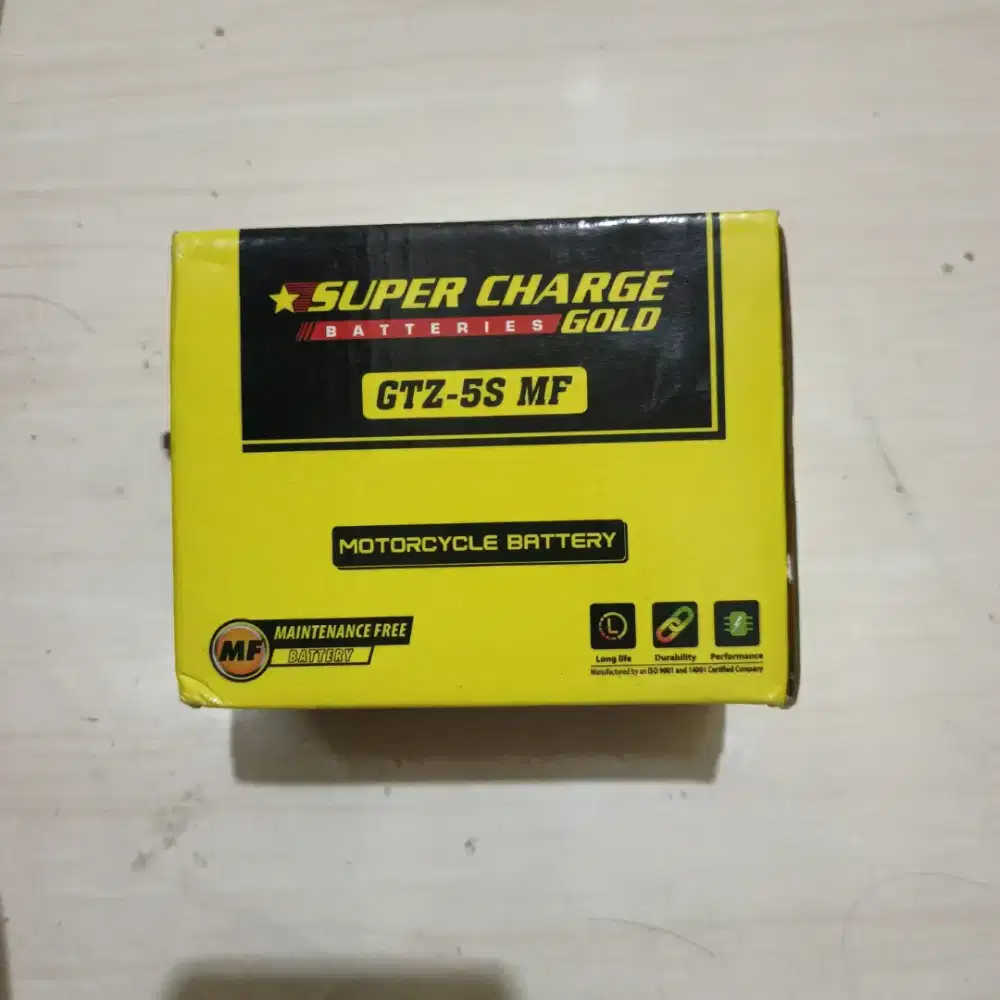 SUPER CHARGE
BATTERIES GOLD
GTZ-5S MF
MOTORCYCLE BATTERY
MF MAINTENANCE FREE
BATTERY
L
Long life Durability Performance
Manufactured by an ISO 9001 and 14001 Certified Company